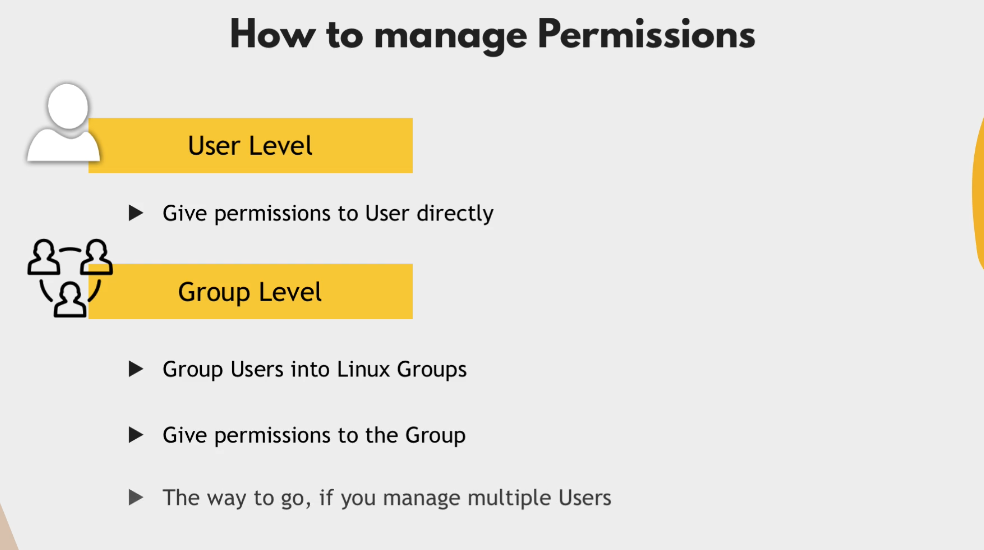 How to manage Permissions
User Level
Give permissions to User directly
Group Level
Group Users into Linux Groups
Give permissions to the Group
The way to go, if you manage multiple Users